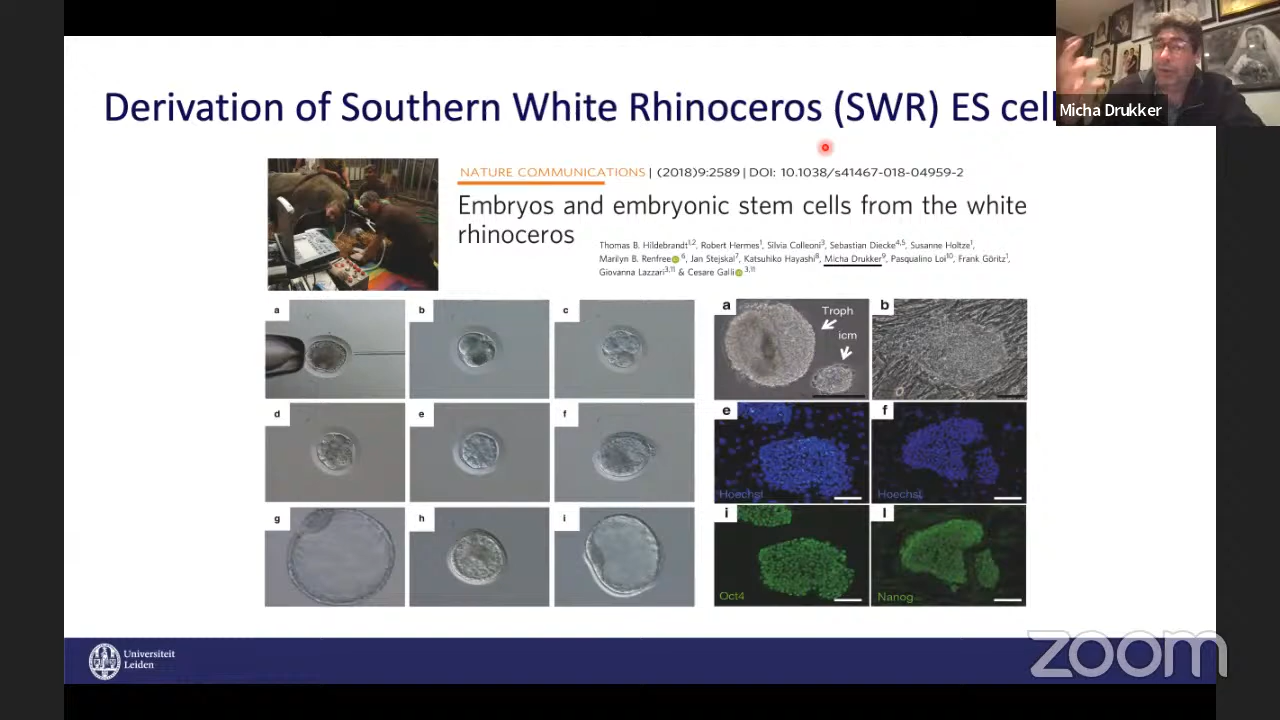 Derivation of Southern White Rhinoceros (SWR) ES cel
Micha Drukker
NATURE COMMUNICATIONS | (2018)9:2589 | DOI: 10.1038/s41467-018-04959-2
Embryos and embryonic stem cells from the white
rhinoceros
Thomas B. Hildebrandt1,2, Robert Hermes1, Silvia Colleoni3, Sebastian Diecke4,5, Susanne Holtze1,
Marilyn B. Renfree 6, Jan Stejskal7, Katsuhiko Hayashi8, Micha Drukker9, Pasqualino Loi10, Frank Göritz1,
Giovanna Lazzari3,11 & Cesare Galli 3,11
a
b
c
d
e
f
g
h
i
a
Troph
icm
b
e
Hoechst
f
Hoechst
i
Oct4
l
Nanog
Universiteit
Leiden
zoom